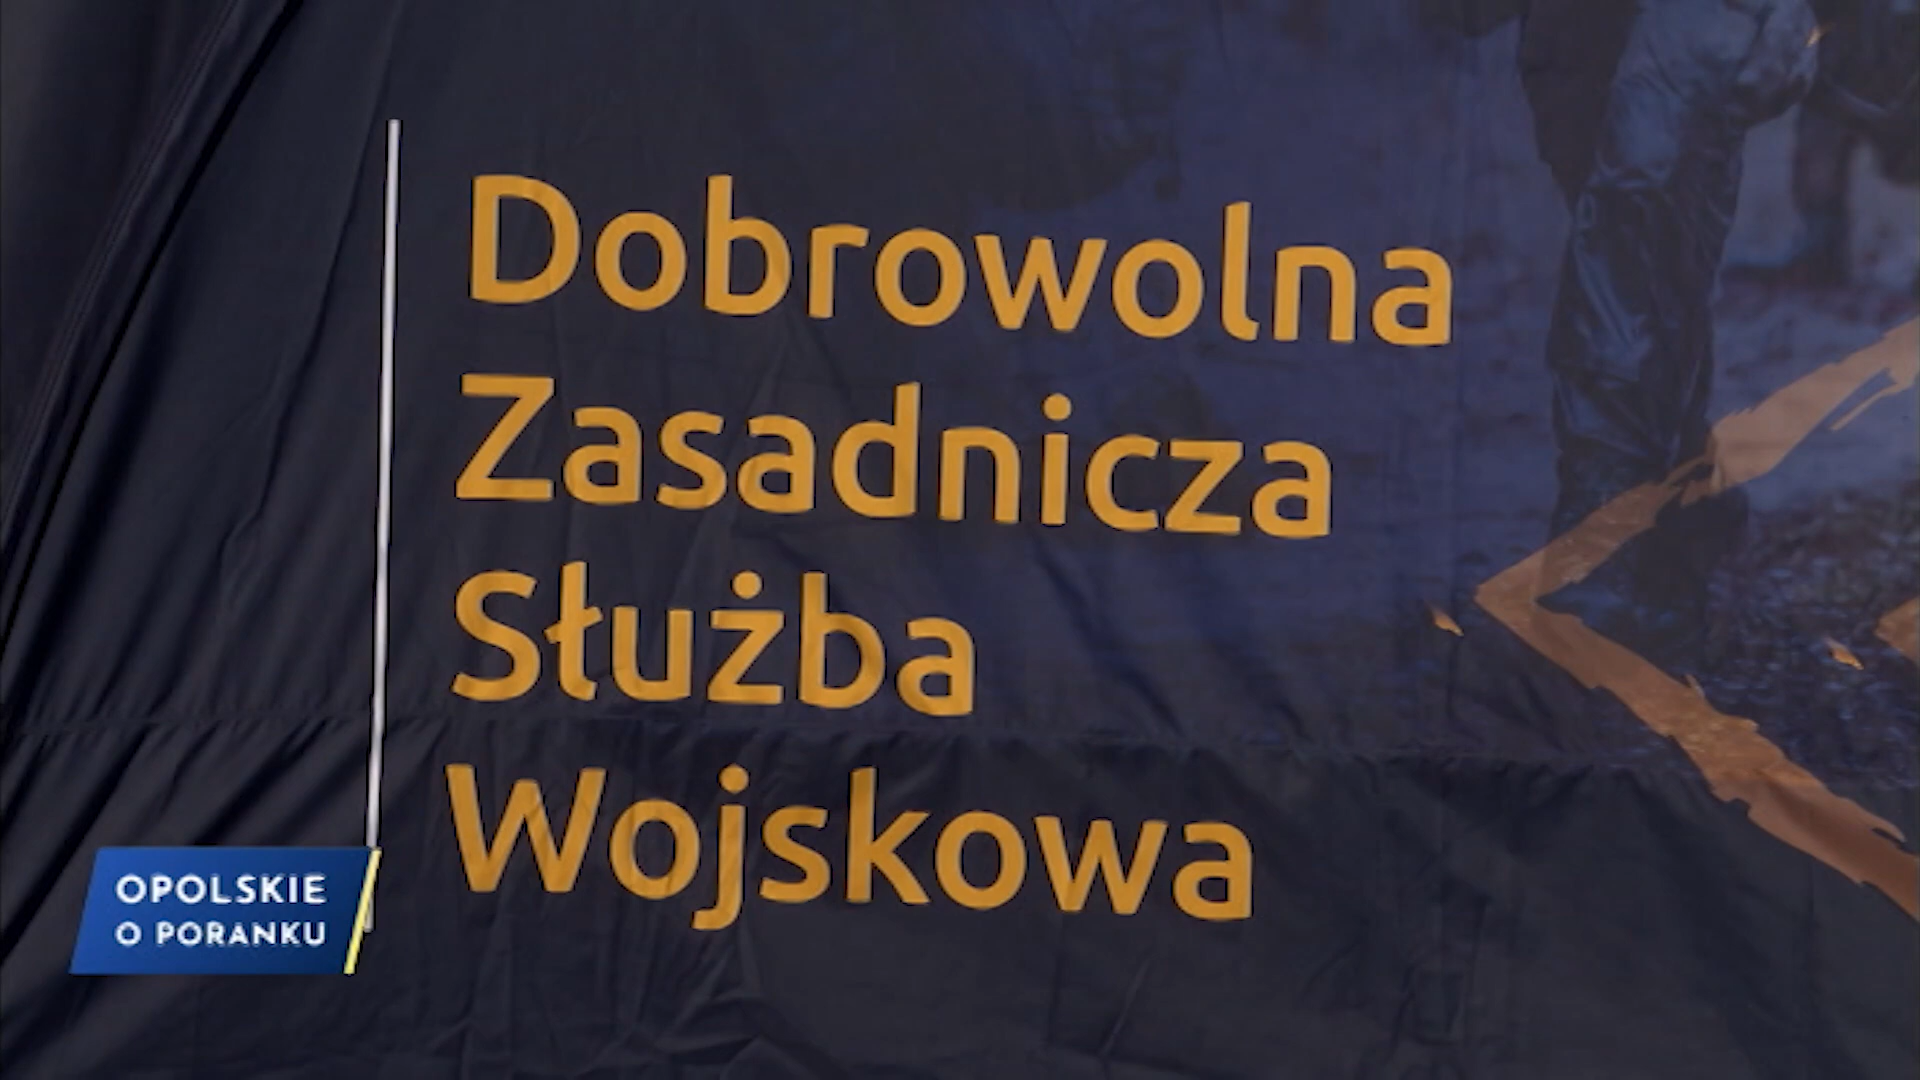 Dobrowolna
Zasadnicza
Służba
Wojskowa
OPOLSKIE
O PORANKU